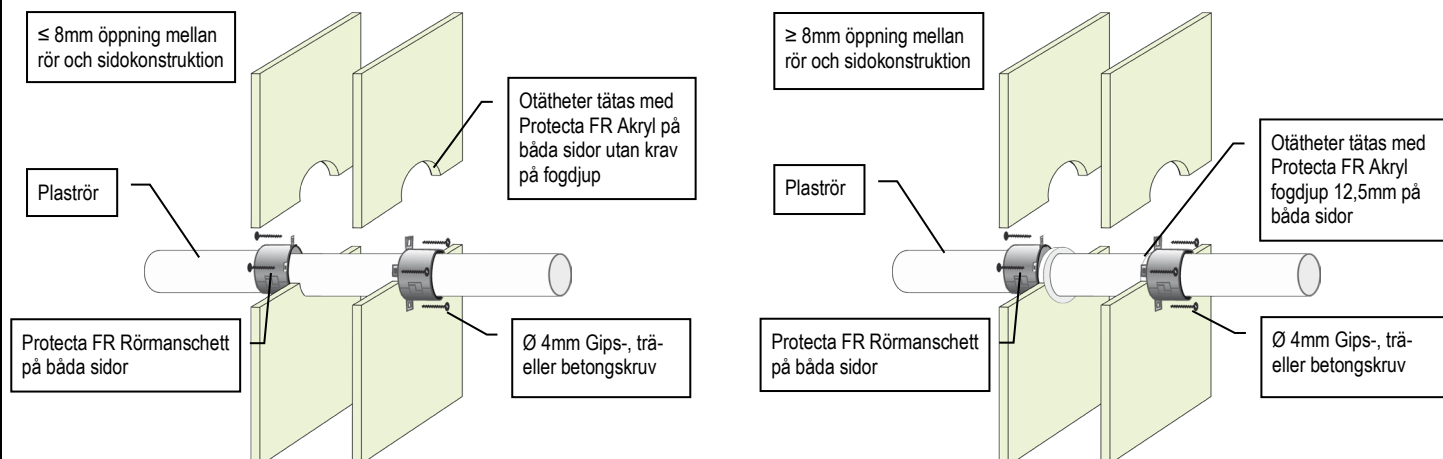 ≤ 8mm öppning mellan
rör och sidokonstruktion
Otätheter tätas med
Protecta FR Akryl på
båda sidor utan krav
på fogdjup
Plaströr
Protecta FR Rörmanschett
på båda sidor
Ø 4mm Gips-, trä-
eller betongskruv
≥ 8mm öppning mellan
rör och sidokonstruktion
Otätheter tätas med
Protecta FR Akryl
fogdjup 12,5mm på
båda sidor
Plaströr
Protecta FR Rörmanschett
på båda sidor
Ø 4mm Gips-, trä-
eller betongskruv